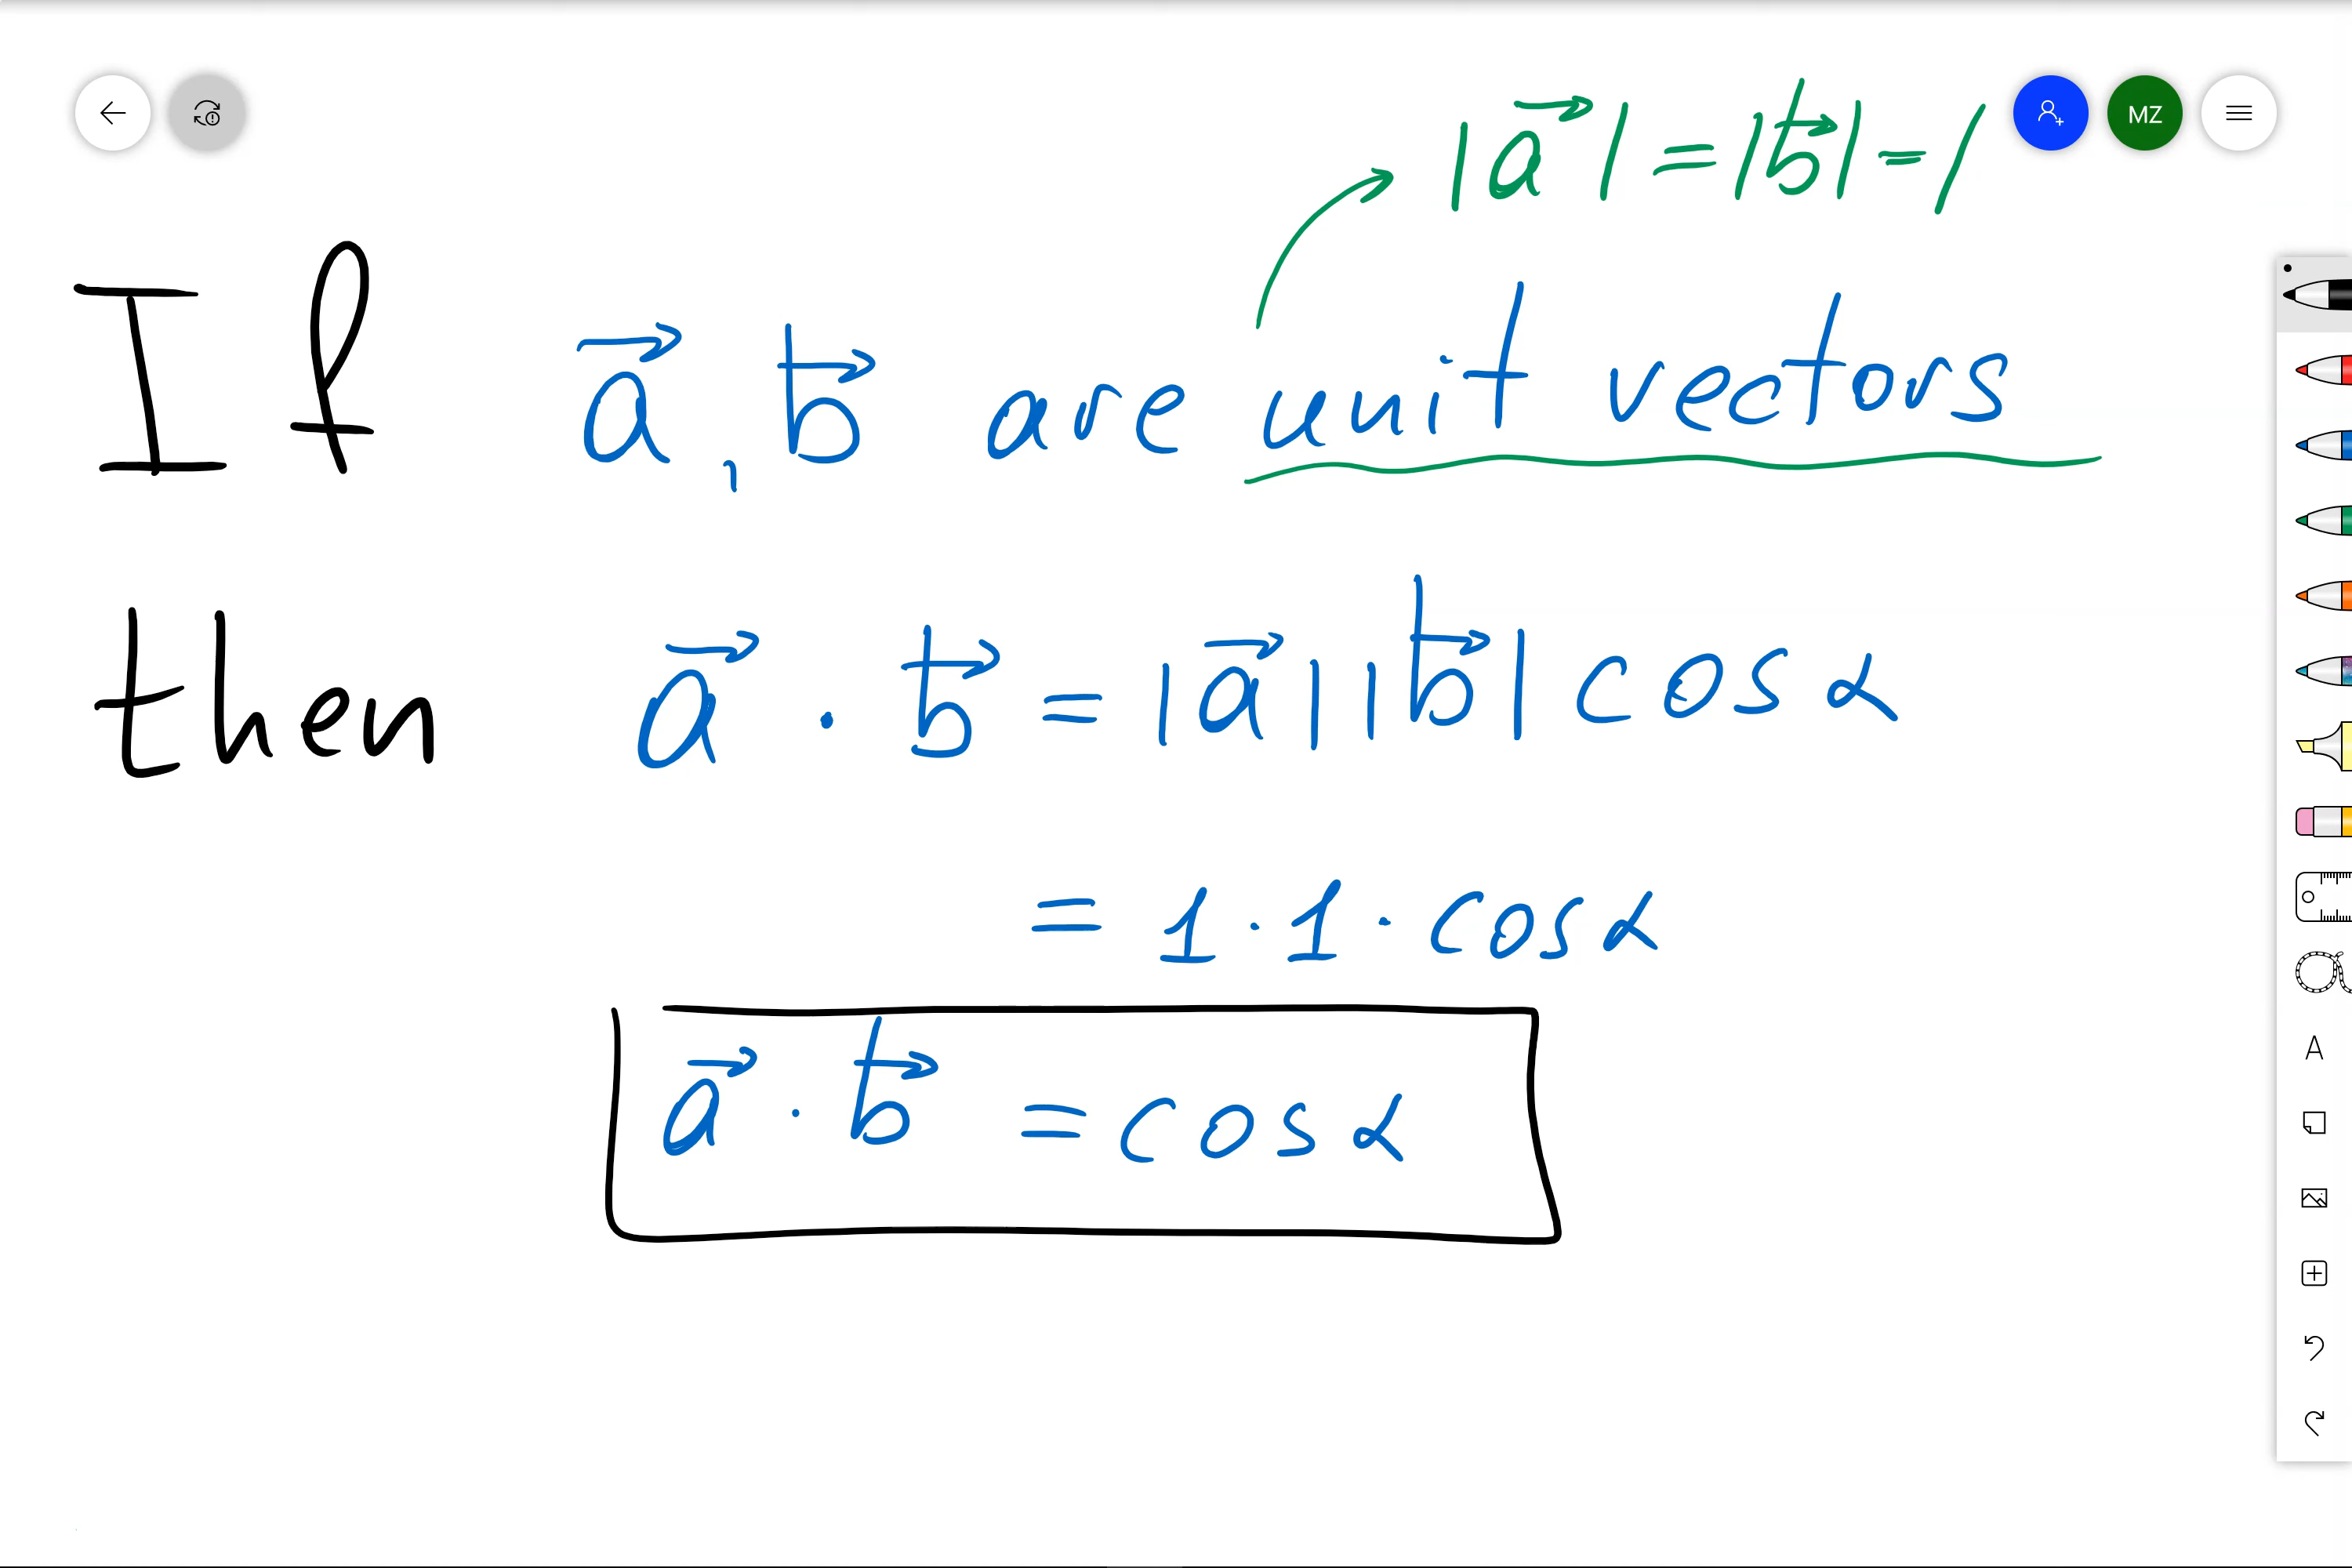 |a⃗| = |b⃗| = 1
MZ
If a⃗, b⃗ are unit vectors
then a⃗ · b⃗ = |a⃗||b⃗| cos α
= 1 · 1 · cos α
a⃗ · b⃗ = cos α
A